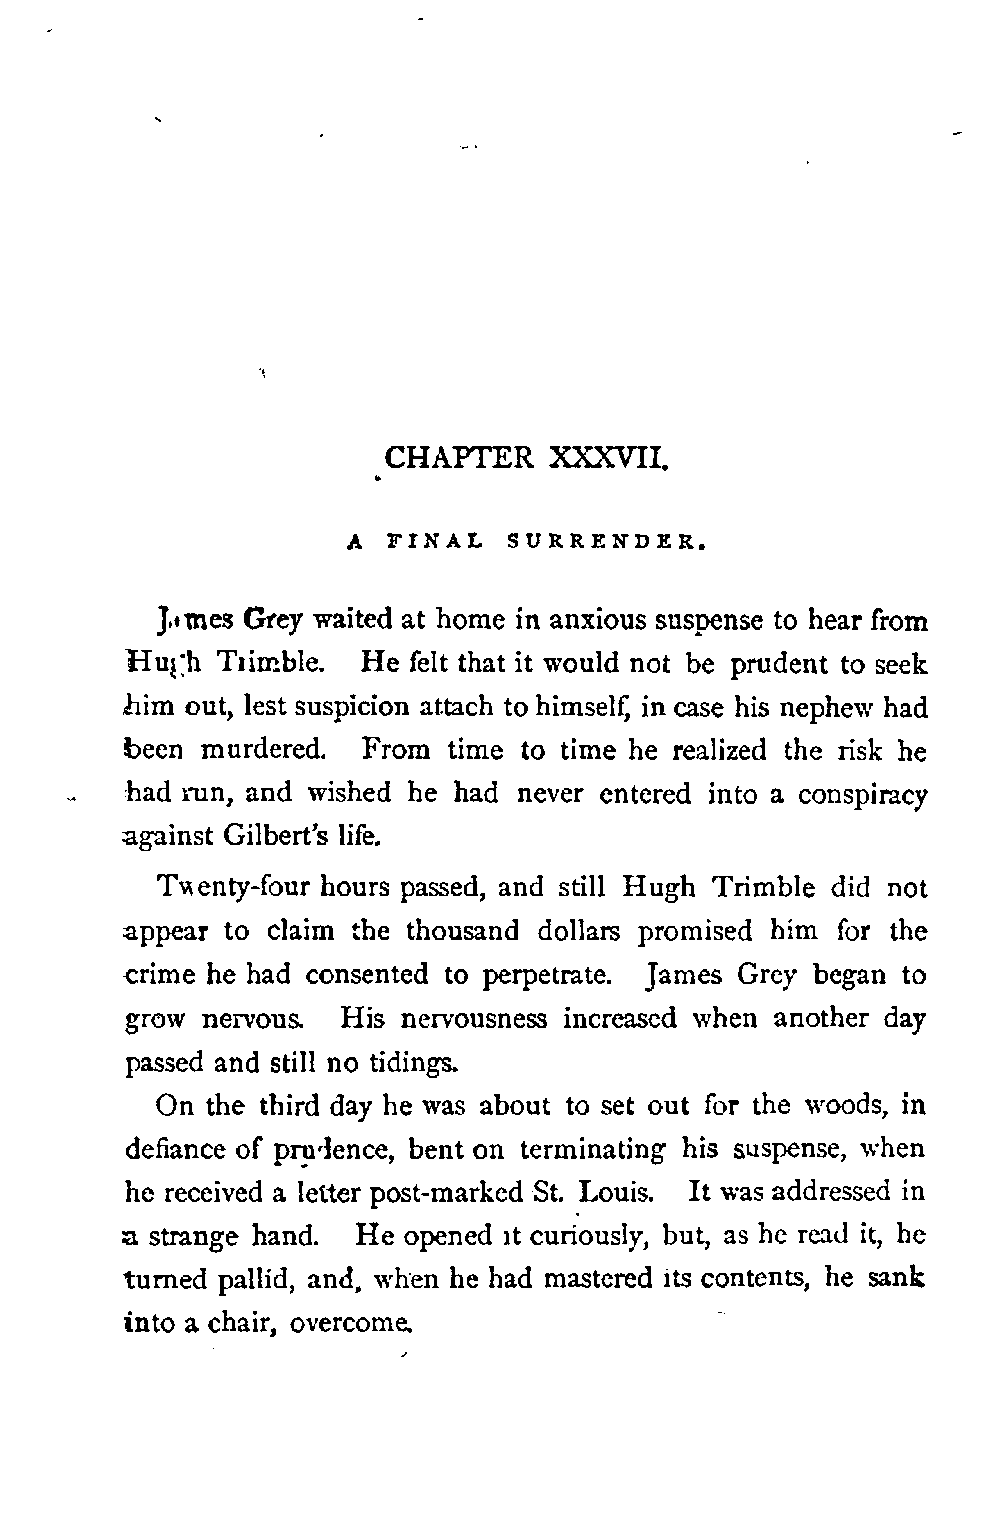 CHAPTER XXXVII.
A FINAL SURRENDER.
James Grey waited at home in anxious suspense to hear from
Hugh Trimble. He felt that it would not be prudent to seek
him out, lest suspicion attach to himself, in case his nephew had
been murdered. From time to time he realized the risk he
had run, and wished he had never entered into a conspiracy
against Gilbert's life.
Twenty-four hours passed, and still Hugh Trimble did not
appear to claim the thousand dollars promised him for the
crime he had consented to perpetrate. James Grey began to
grow nervous. His nervousness increased when another day
passed and still no tidings.
On the third day he was about to set out for the woods, in
defiance of prudence, bent on terminating his suspense, when
he received a letter post-marked St. Louis. It was addressed in
a strange hand. He opened it curiously, but, as he read it, he
turned pallid, and, when he had mastered its contents, he sank
into a chair, overcome.